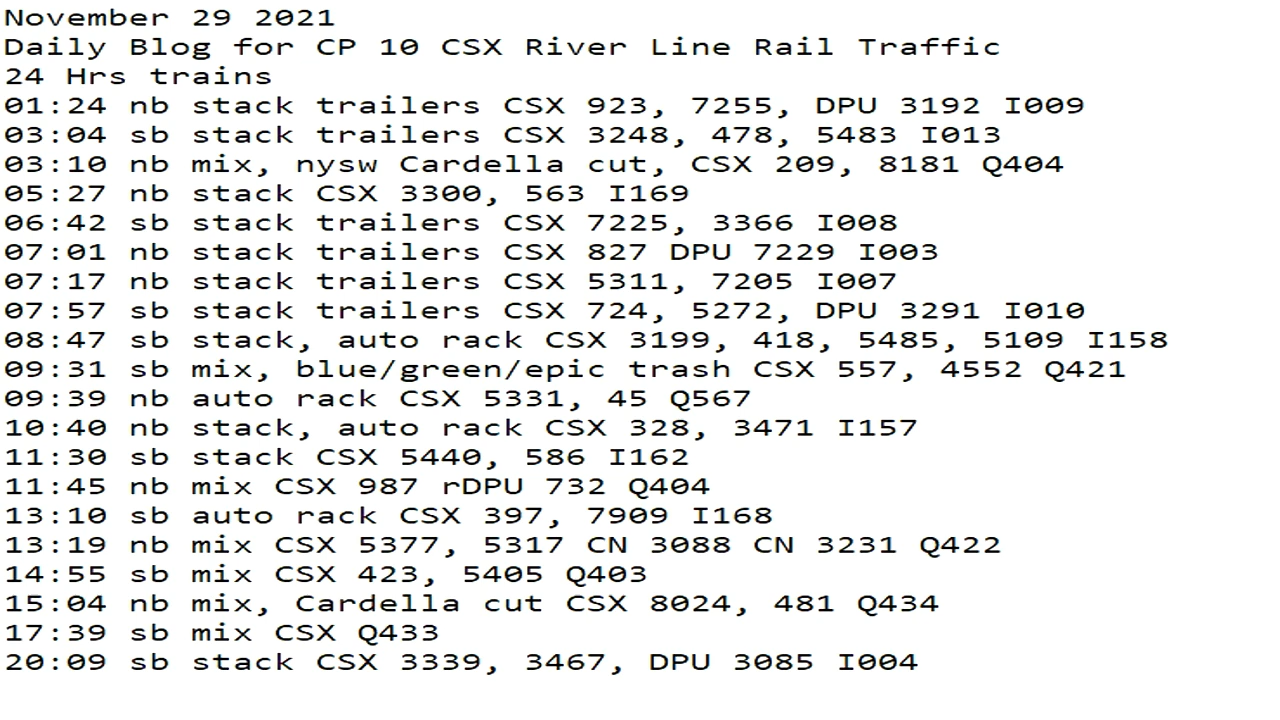 November 29 2021
Daily Blog for CP 10 CSX River Line Rail Traffic
24 Hrs trains
01:24 nb stack trailers CSX 923, 7255, DPU 3192 I009
03:04 sb stack trailers CSX 3248, 478, 5483 I013
03:10 nb mix, nysw Cardella cut, CSX 209, 8181 Q404
05:27 nb stack CSX 3300, 563 I169
06:42 sb stack trailers CSX 7225, 3366 I008
07:01 nb stack trailers CSX 827 DPU 7229 I003
07:17 nb stack trailers CSX 5311, 7205 I007
07:57 sb stack trailers CSX 724, 5272, DPU 3291 I010
08:47 sb stack, auto rack CSX 3199, 418, 5485, 5109 I158
09:31 sb mix, blue/green/epic trash CSX 557, 4552 Q421
09:39 nb auto rack CSX 5331, 45 Q567
10:40 nb stack, auto rack CSX 328, 3471 I157
11:30 sb stack CSX 5440, 586 I162
11:45 nb mix CSX 987 rDPU 732 Q404
13:10 sb auto rack CSX 397, 7909 I168
13:19 nb mix CSX 5377, 5317 CN 3088 CN 3231 Q422
14:55 sb mix CSX 423, 5405 Q403
15:04 nb mix, Cardella cut CSX 8024, 481 Q434
17:39 sb mix CSX Q433
20:09 sb stack CSX 3339, 3467, DPU 3085 I004